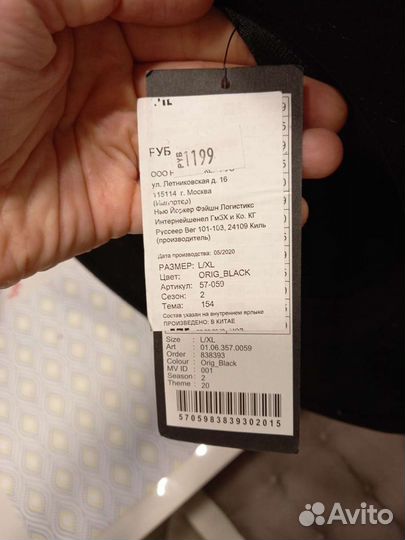 РУБ
РУБ 1199
ООО
ул. Летниковская д. 16
115114 г. Москва
(Импортер)
Нью Йоркер Фэйшн Логистикс
Интернейшенел ГмбХ и Ко. КГ
Руссеер Вег 101-103, 24109 Киль
(производитель)
Дата производства: 05/2020
РАЗМЕР: L/XL
Цвет: ORIG_BLACK
Артикул: 57-059
Сезон: 2
Тема: 154
Состав указан на внутреннем ярлыке
ПРОИЗВЕДЕНО: В КИТАЕ
Size : L/XL
Art : 01.06.357.0059
Order : 838393
Colour : Orig_Black
MV ID : 001
Season : 2
Theme : 20
5705983839302015
Avito